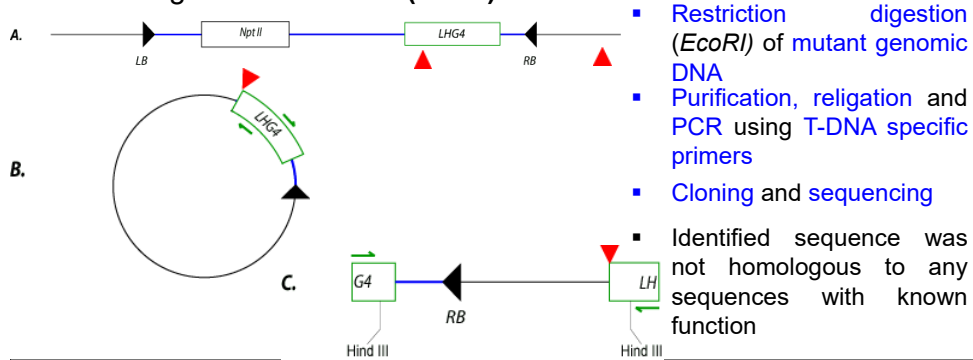 A.
Npt II
LHG4
LB
RB
B.
LHG4
C.
G4
LH
RB
Hind III
Hind III
▪ Restriction digestion
(EcoRI) of mutant genomic
DNA
▪ Purification, religation and
PCR using T-DNA specific
primers
▪ Cloning and sequencing
▪ Identified sequence was
not homologous to any
sequences with known
function